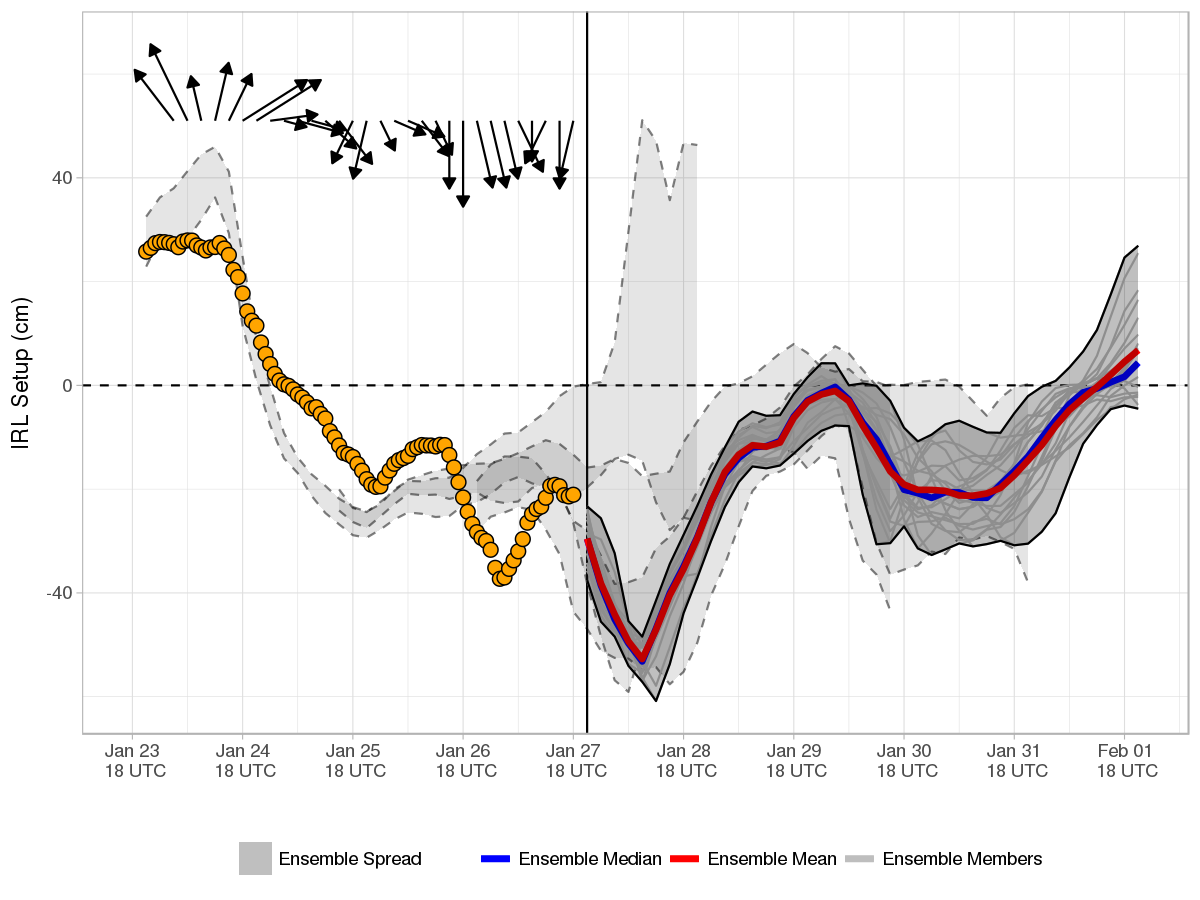 IRL Setup (cm)
40
0
-40
Jan 23 Jan 24 Jan 25 Jan 26 Jan 27 Jan 28 Jan 29 Jan 30 Jan 31 Feb 01
18 UTC 18 UTC 18 UTC 18 UTC 18 UTC 18 UTC 18 UTC 18 UTC 18 UTC 18 UTC
Ensemble Spread Ensemble Median Ensemble Mean Ensemble Members